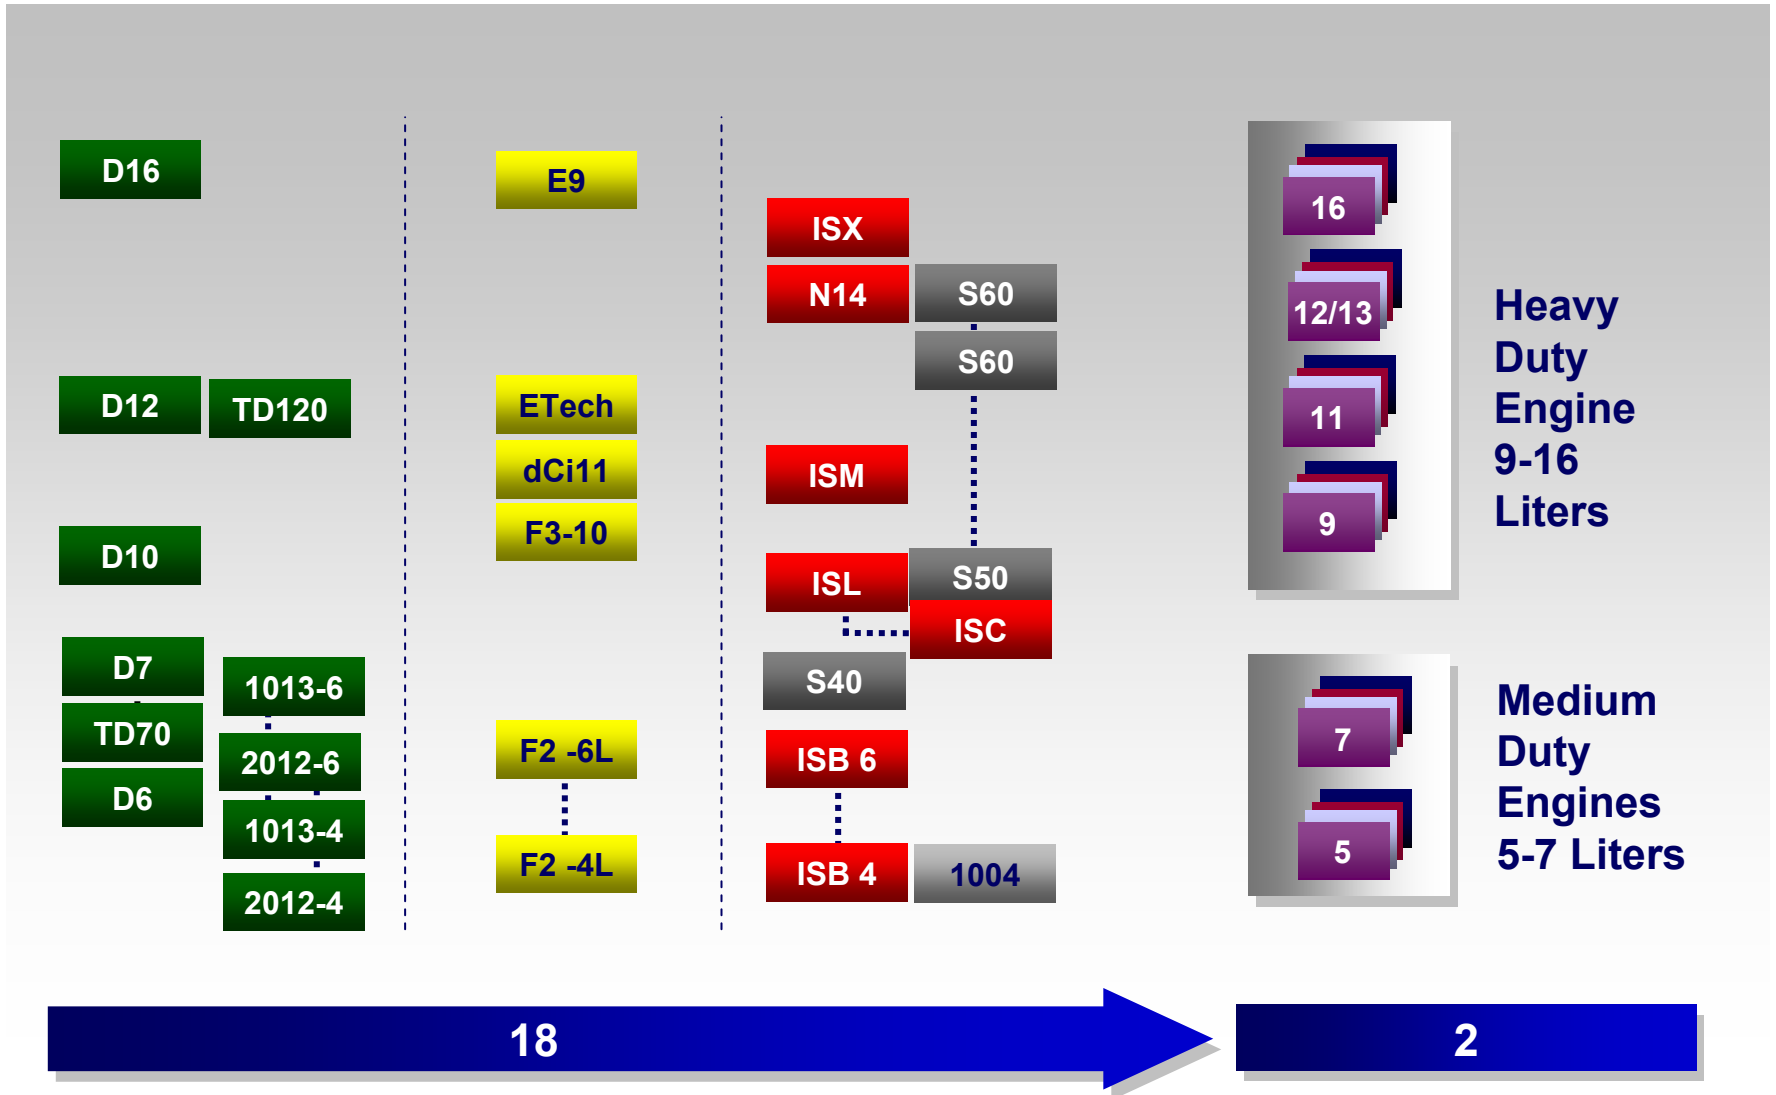 D16
D12
TD120
D10
D7
TD70
D6
1013-6
2012-6
1013-4
2012-4
E9
ETech
dCi11
F3-10
F2 -6L
F2 -4L
ISX
N14
S60
S60
ISM
ISL
S50
ISC
S40
ISB 6
ISB 4
1004
16
12/13
11
9
Heavy
Duty
Engine
9-16
Liters
7
5
Medium
Duty
Engines
5-7 Liters
18
2